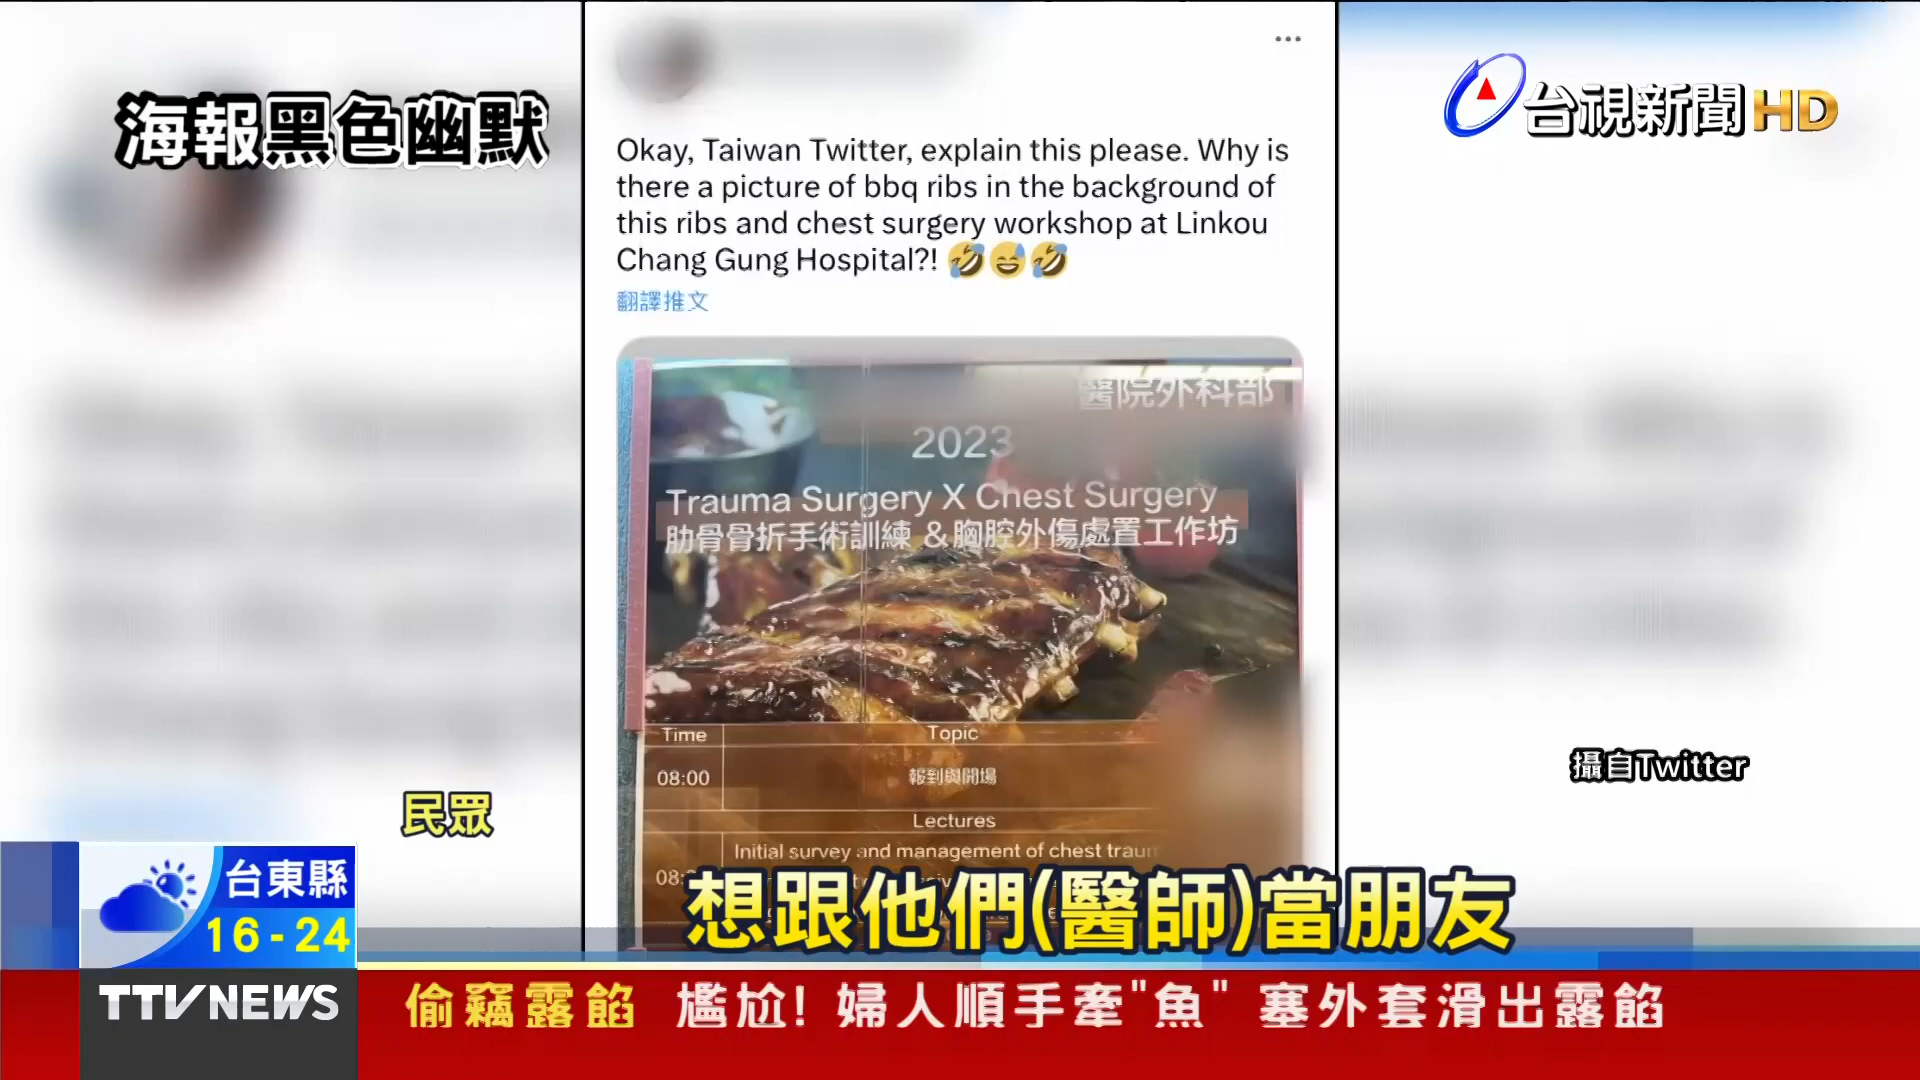 海報黑色幽默
台視新聞HD
Okay, Taiwan Twitter, explain this please. Why is
there a picture of bbq ribs in the background of
this ribs and chest surgery workshop at Linkou
Chang Gung Hospital?! 🤣😅🤣
翻譯推文
醫院外科部
2023
Trauma Surgery X Chest Surgery
肋骨骨折手術訓練 & 胸腔外傷處置工作坊
Time
Topic
08:00
報到與開場
Lectures
Initial survey and management of chest
攝自Twitter
民眾
想跟他們(醫師)當朋友
台東縣
16-24
TTV NEWS
偷竊露餡 尷尬! 婦人順手牽"魚" 塞外套滑出露餡